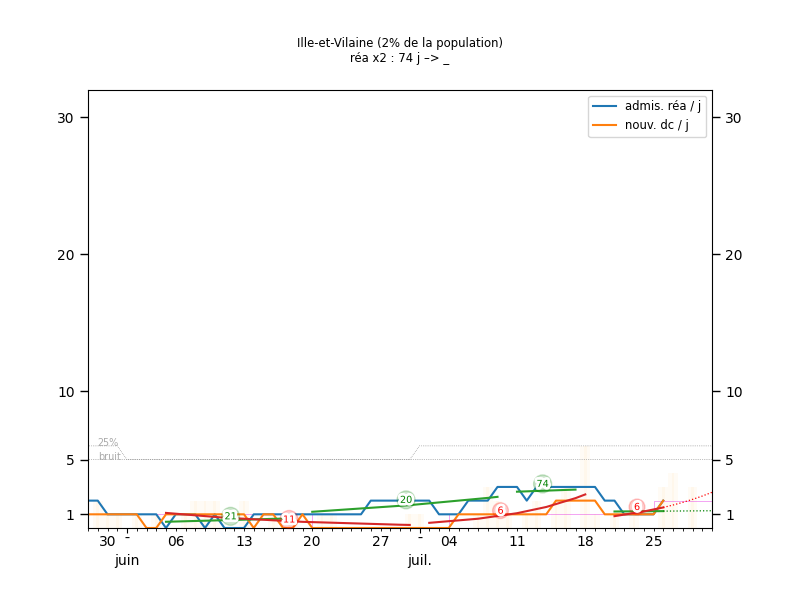 Ille-et-Vilaine (2% de la population)
réa x2 : 74 j –> _
admis. réa / j
nouv. dc / j
30 30
20 20
10 10
25%
bruit
5 5
1 1
21 11 20 6 74 6
30 - 06 13 20 27 - 04 11 18 25
juin juil.